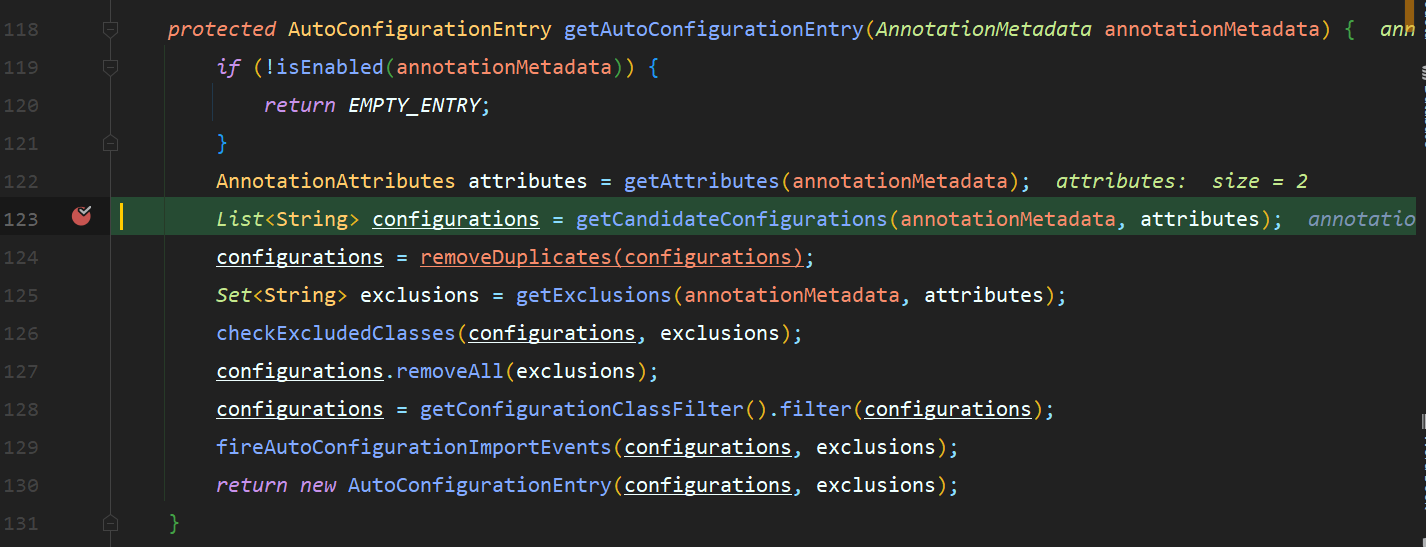 118 protected AutoConfigurationEntry getAutoConfigurationEntry(AnnotationMetadata annotationMetadata) { ann
119 if (!isEnabled(annotationMetadata)) {
120 return EMPTY_ENTRY;
121 }
122 AnnotationAttributes attributes = getAttributes(annotationMetadata); attributes: size = 2
123 List<String> configurations = getCandidateConfigurations(annotationMetadata, attributes); annotatio
124 configurations = removeDuplicates(configurations);
125 Set<String> exclusions = getExclusions(annotationMetadata, attributes);
126 checkExcludedClasses(configurations, exclusions);
127 configurations.removeAll(exclusions);
128 configurations = getConfigurationClassFilter().filter(configurations);
129 fireAutoConfigurationImportEvents(configurations, exclusions);
130 return new AutoConfigurationEntry(configurations, exclusions);
131 }